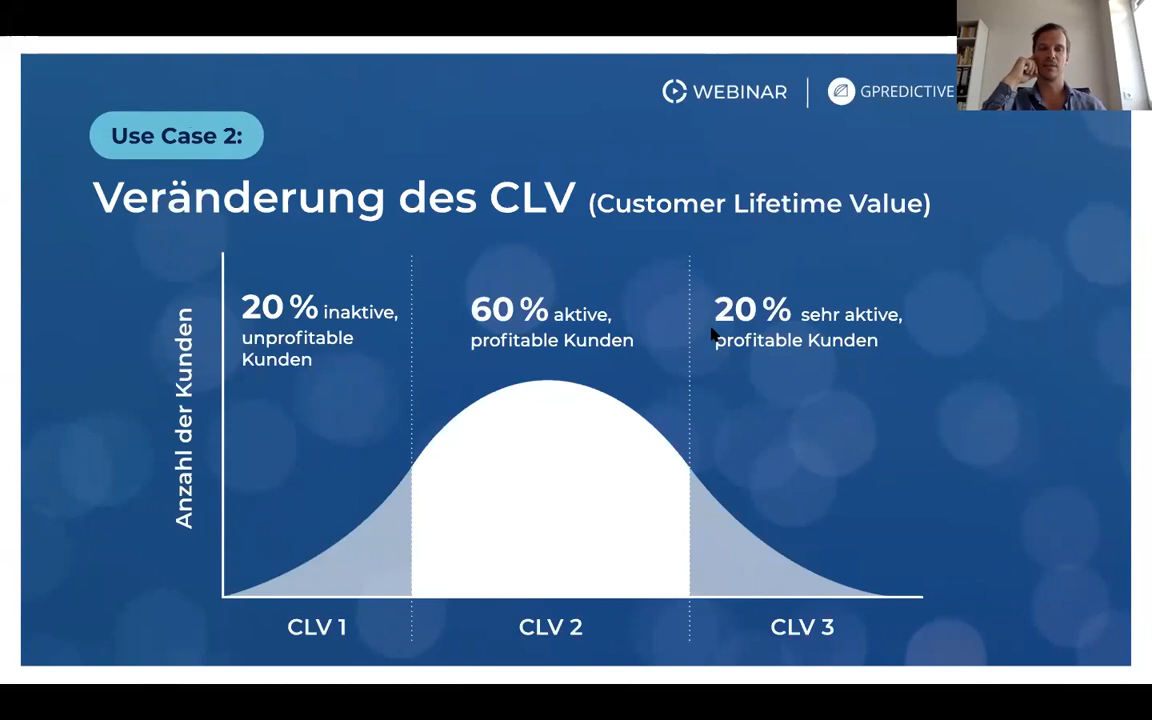 WEBINAR | GPREDICTIVE
Use Case 2:
Veränderung des CLV (Customer Lifetime Value)
Anzahl der Kunden
20 % inaktive,
unprofitable
Kunden
60 % aktive,
profitable Kunden
20 % sehr aktive,
profitable Kunden
CLV 1
CLV 2
CLV 3